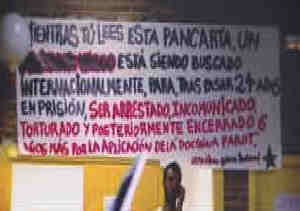 MIENTRAS TÚ LEES ESTA PANCARTA, UN
ESTÁ SIENDO BUSCADO
INTERNACIONALMENTE, PARA, TRAS PASAR 24 AÑOS
EN PRISIÓN, SER ARRESTADO, INCOMUNICADO,
TORTURADO Y POSTERIORMENTE ENCERRADO 6
AÑOS MÁS POR LA APLICACIÓN DE LA DOCTRINA PAROT.